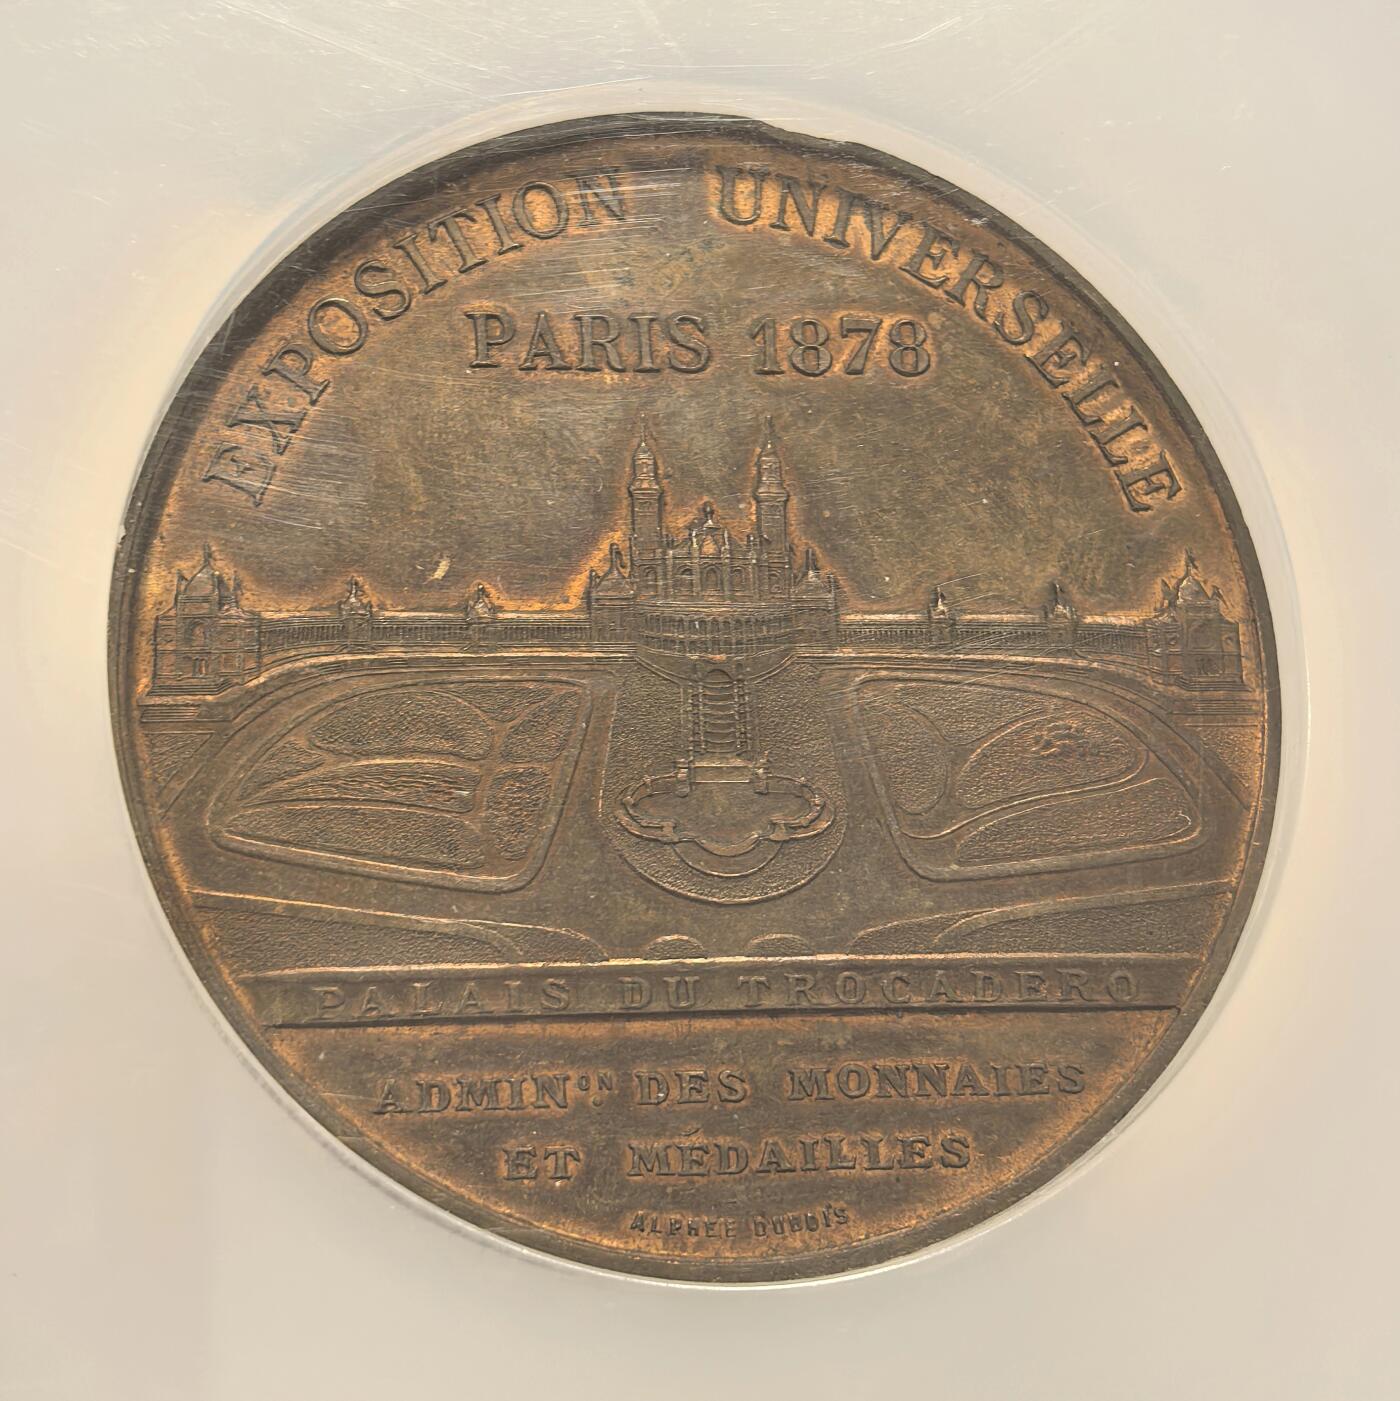 EXPOSITION UNIVERSELLE
PARIS 1878
PALAIS DU TROCADERO
ADMINᴼᴺ. DES MONNAIES
ET MÉDAILLES
ALPHÉE DUBOIS